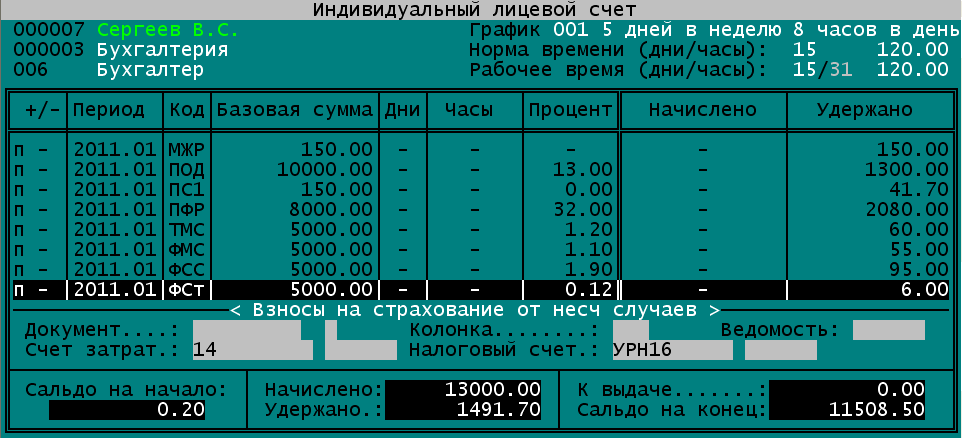 Индивидуальный лицевой счет
000007 Сергеев В.С. График 001 5 дней в неделю 8 часов в день
000003 Бухгалтерия Норма времени (дни/часы): 15 120.00
006 Бухгалтер Рабочее время (дни/часы): 15/31 120.00
+/- Период Код Базовая сумма Дни Часы Процент Начислено Удержано
п - 2011.01 МЖР 150.00 - - - - 150.00
п - 2011.01 ПОД 10000.00 - - 13.00 - 1300.00
п - 2011.01 ПС1 150.00 - - 0.00 - 41.70
п - 2011.01 ПФР 8000.00 - - 32.00 - 2080.00
п - 2011.01 ТМС 5000.00 - - 1.20 - 60.00
п - 2011.01 ФМС 5000.00 - - 1.10 - 55.00
п - 2011.01 ФСС 5000.00 - - 1.90 - 95.00
п - 2011.01 ФСт 5000.00 - - 0.12 - 6.00
< Взносы на страхование от несч случаев >
Документ....: Колонка........: Ведомость:
Счет затрат.: 14 Налоговый счет.: УРН16
Сальдо на начало: Начислено: 13000.00 К выдаче.......: 0.00
0.20 Удержано.: 1491.70 Сальдо на конец: 11508.50